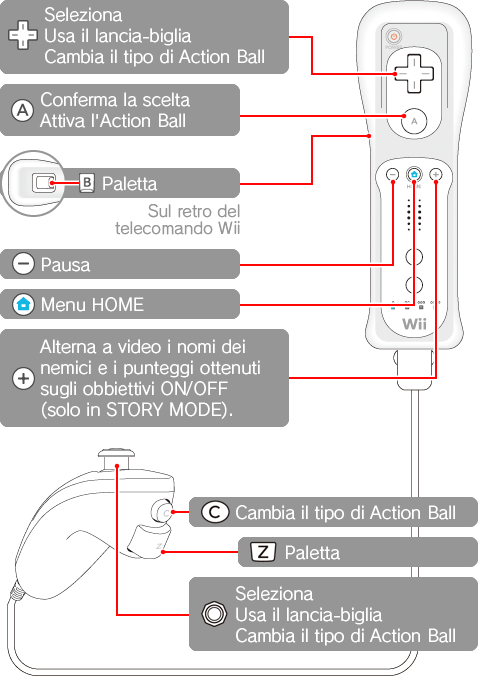 Seleziona
Usa il lancia-biglia
Cambia il tipo di Action Ball
A Conferma la scelta
Attiva l'Action Ball
B Paletta
Sul retro del
telecomando Wii
Pausa
Menu HOME
Alterna a video i nomi dei
nemici e i punteggi ottenuti
sugli obbiettivi ON/OFF
(solo in STORY MODE).
POWER
A
HOME
Wii
C Cambia il tipo di Action Ball
Z Paletta
Seleziona
Usa il lancia-biglia
Cambia il tipo di Action Ball
C
Z